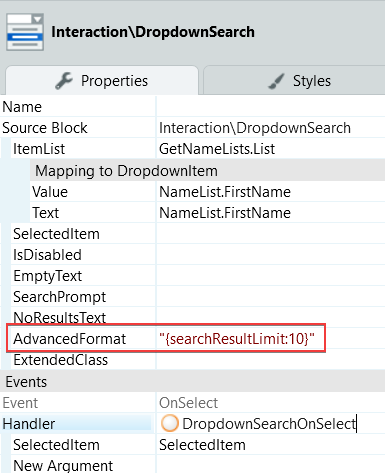 Interaction\DropdownSearch
Properties Styles
Name
Source Block Interaction\DropdownSearch
ItemList GetNameLists.List
Mapping to DropdownItem
Value NameList.FirstName
Text NameList.FirstName
SelectedItem
IsDisabled
EmptyText
SearchPrompt
NoResultsText
AdvancedFormat "{searchResultLimit:10}"
ExtendedClass
Events
Event OnSelect
Handler DropdownSearchOnSelect
SelectedItem SelectedItem
New Argument